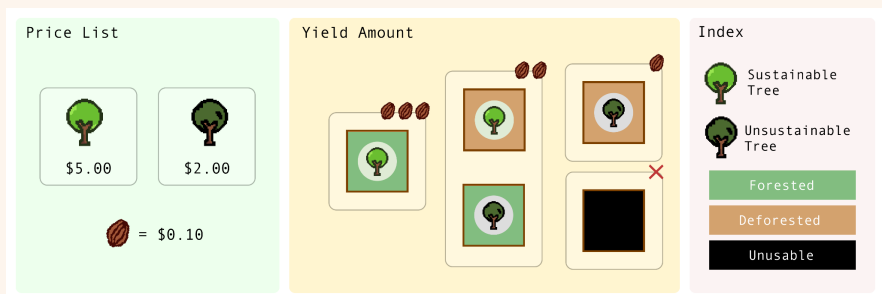 Price List
$5.00
$2.00
= $0.10
Yield Amount
Index
Sustainable
Tree
Unsustainable
Tree
Forested
Deforested
Unusable